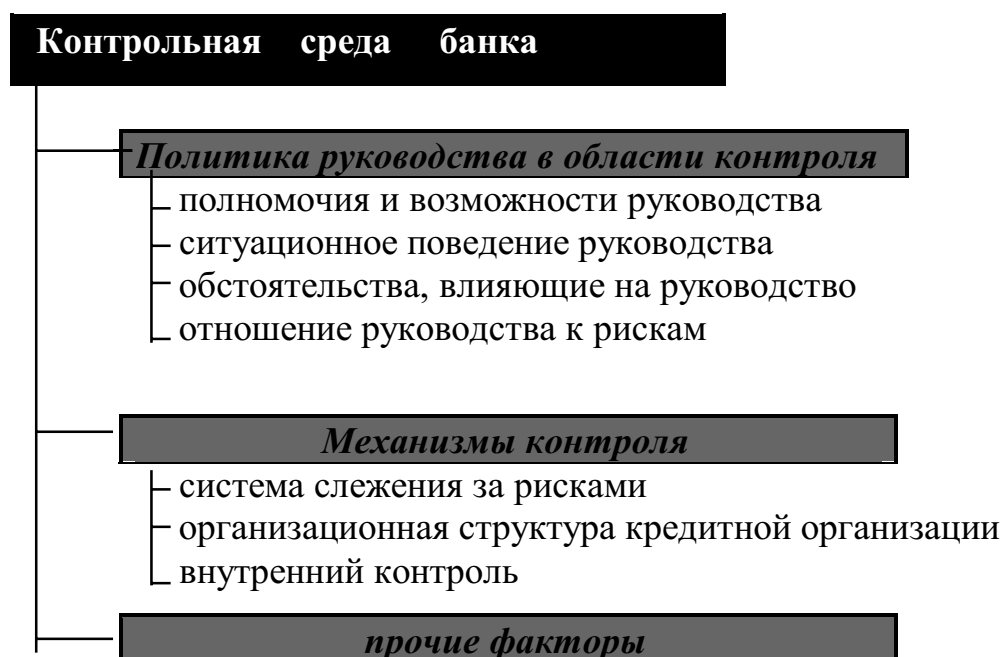 Контрольная среда банка
Политика руководства в области контроля
полномочия и возможности руководства
ситуационное поведение руководства
обстоятельства, влияющие на руководство
отношение руководства к рискам
Механизмы контроля
система слежения за рисками
организационная структура кредитной организации
внутренний контроль
прочие факторы